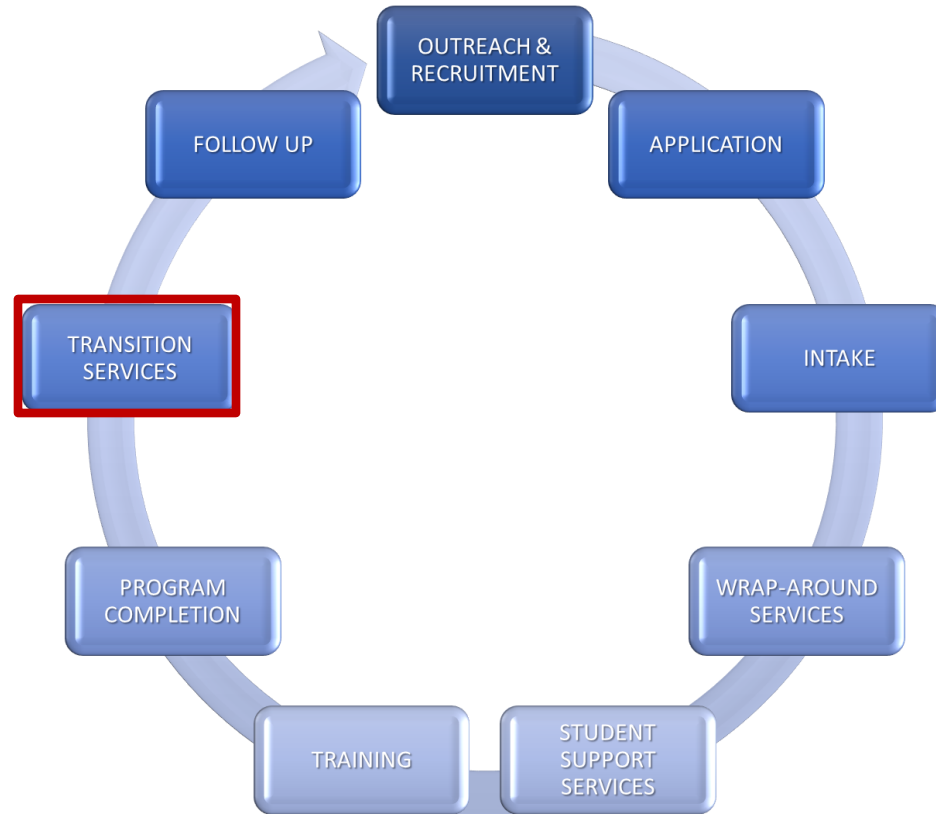 OUTREACH &
RECRUITMENT
APPLICATION
INTAKE
WRAP-AROUND
SERVICES
STUDENT
SUPPORT
SERVICES
TRAINING
PROGRAM
COMPLETION
TRANSITION
SERVICES
FOLLOW UP